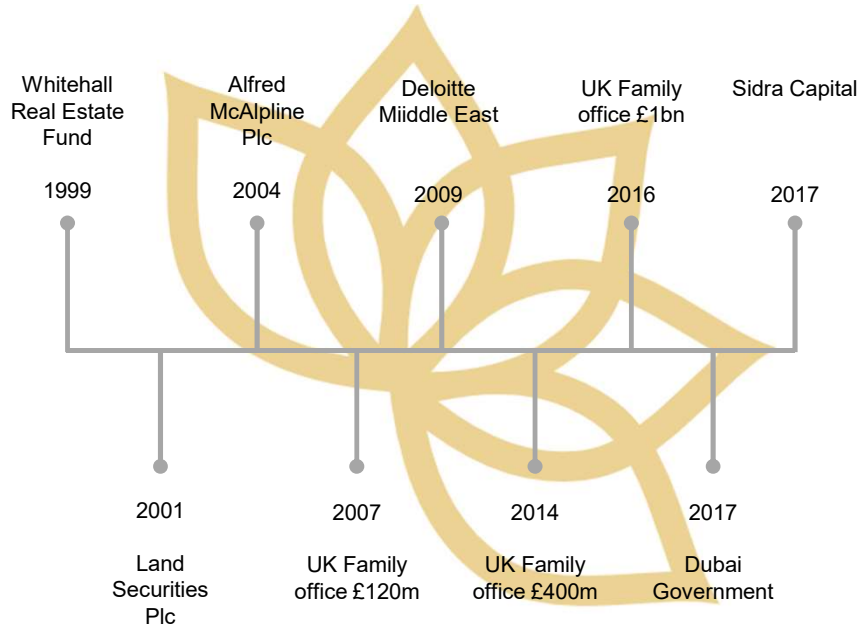 Whitehall
Real Estate
Fund
1999
Alfred
McAlpline
Plc
2004
Deloitte
Miiddle East
2009
UK Family
office £1bn
2016
Sidra Capital
2017
2001
Land
Securities
Plc
2007
UK Family
office £120m
2014
UK Family
office £400m
2017
Dubai
Government